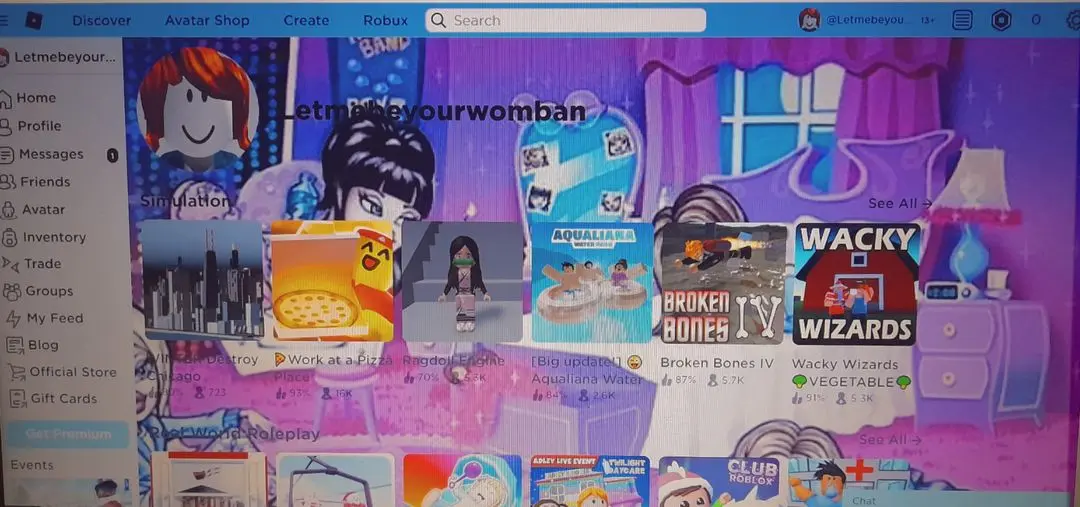 Discover Avatar Shop Create Robux Search @Letmebeyou... 13+ 0
Letmebeyour...
BAND
Letmebeyourwomban
Home
Profile
Messages 1
Friends
Avatar
Inventory
Trade
Groups
My Feed
Blog
Official Store
Gift Cards
Get Premium
Events
Simulation See All →
AQUALIANA
WATER PARK
BROKEN
BONES IV
WACKY
WIZARDS
Destroy
Chicago
723
Work at a Pizza
Place
93% 16K
Ragdoll Engine
70% 5.3K
[Big update!]
Aqualiana Water
84% 2.6K
Broken Bones IV
87% 5.7K
Wacky Wizards
VEGETABLE
91% 5.3K
Real World Roleplay See All →
ADLEY LIVE EVENT
TWILIGHT
DAYCARE
CLUB
ROBLOX
Chat